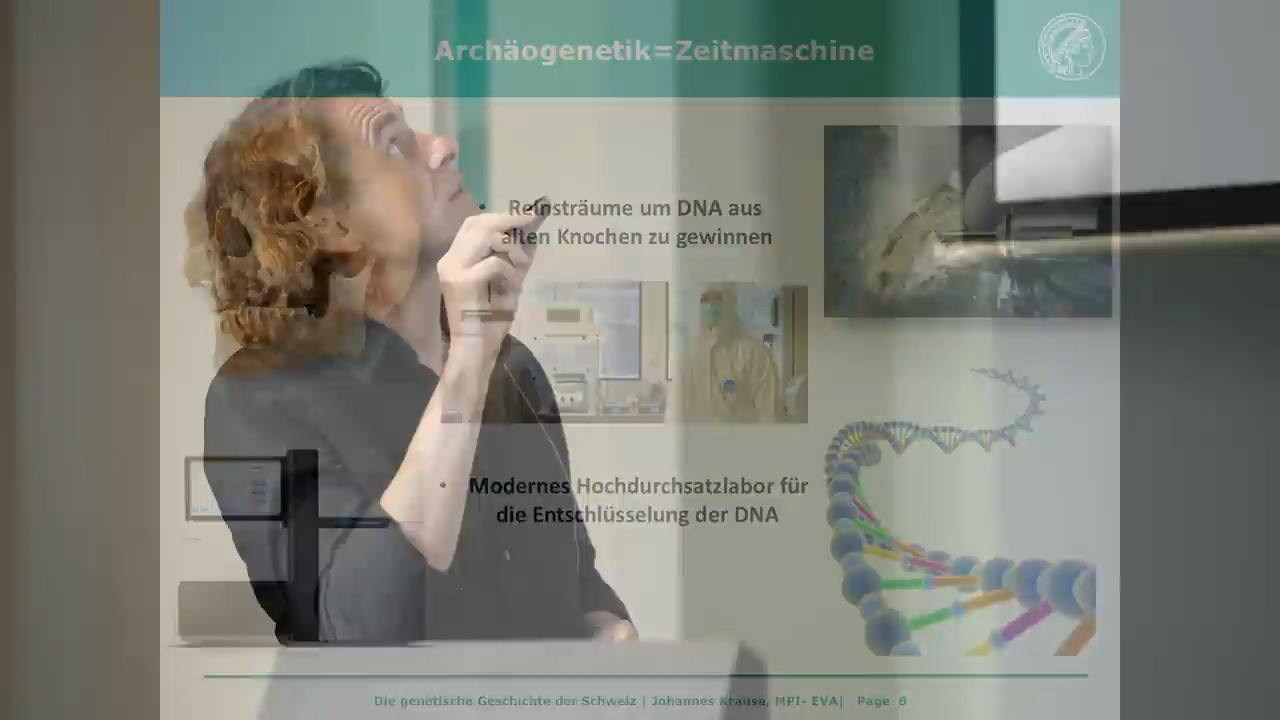 Archäogenetik=Zeitmaschine
• Reinsträume um DNA aus
alten Knochen zu gewinnen
• Modernes Hochdurchsatzlabor für
die Entschlüsselung der DNA
Die genetische Geschichte der Schweiz | Johannes Krause, MPI- EVA| Page 6